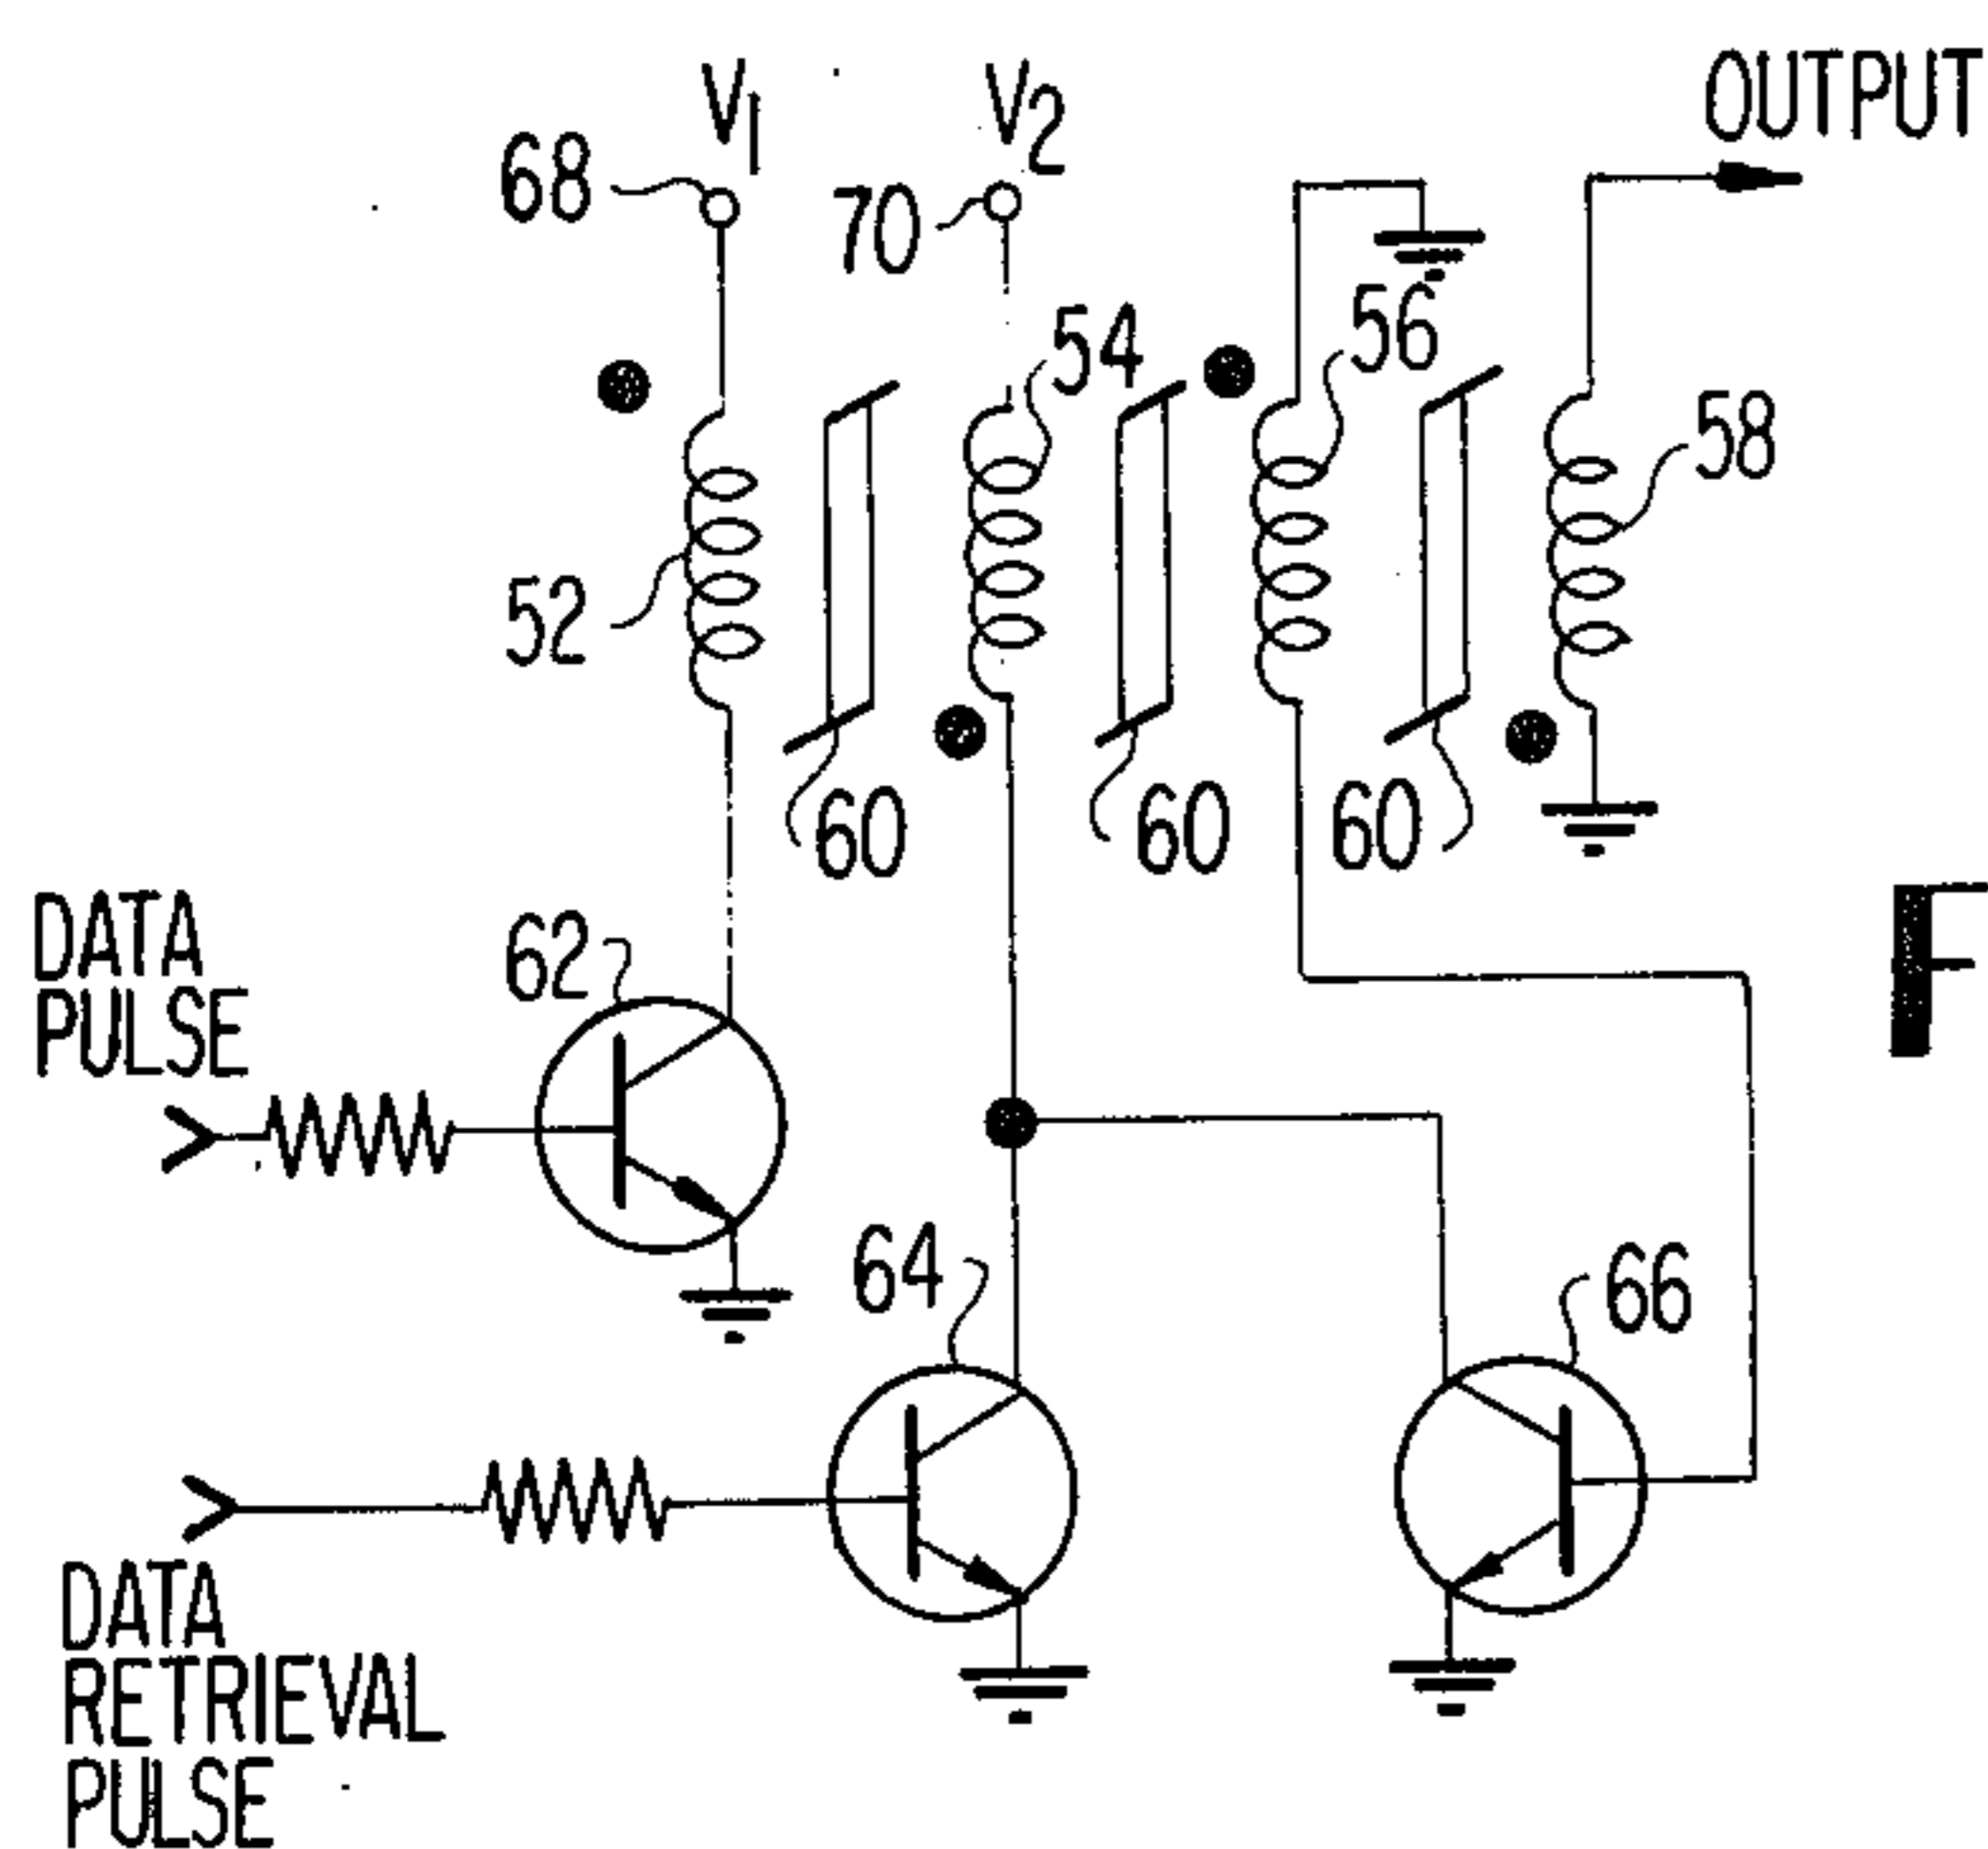 V1
V2
OUTPUT
68
70
54
56
58
52
60
60
60
DATA
PULSE
62
F
64
66
DATA
RETRIEVAL
PULSE